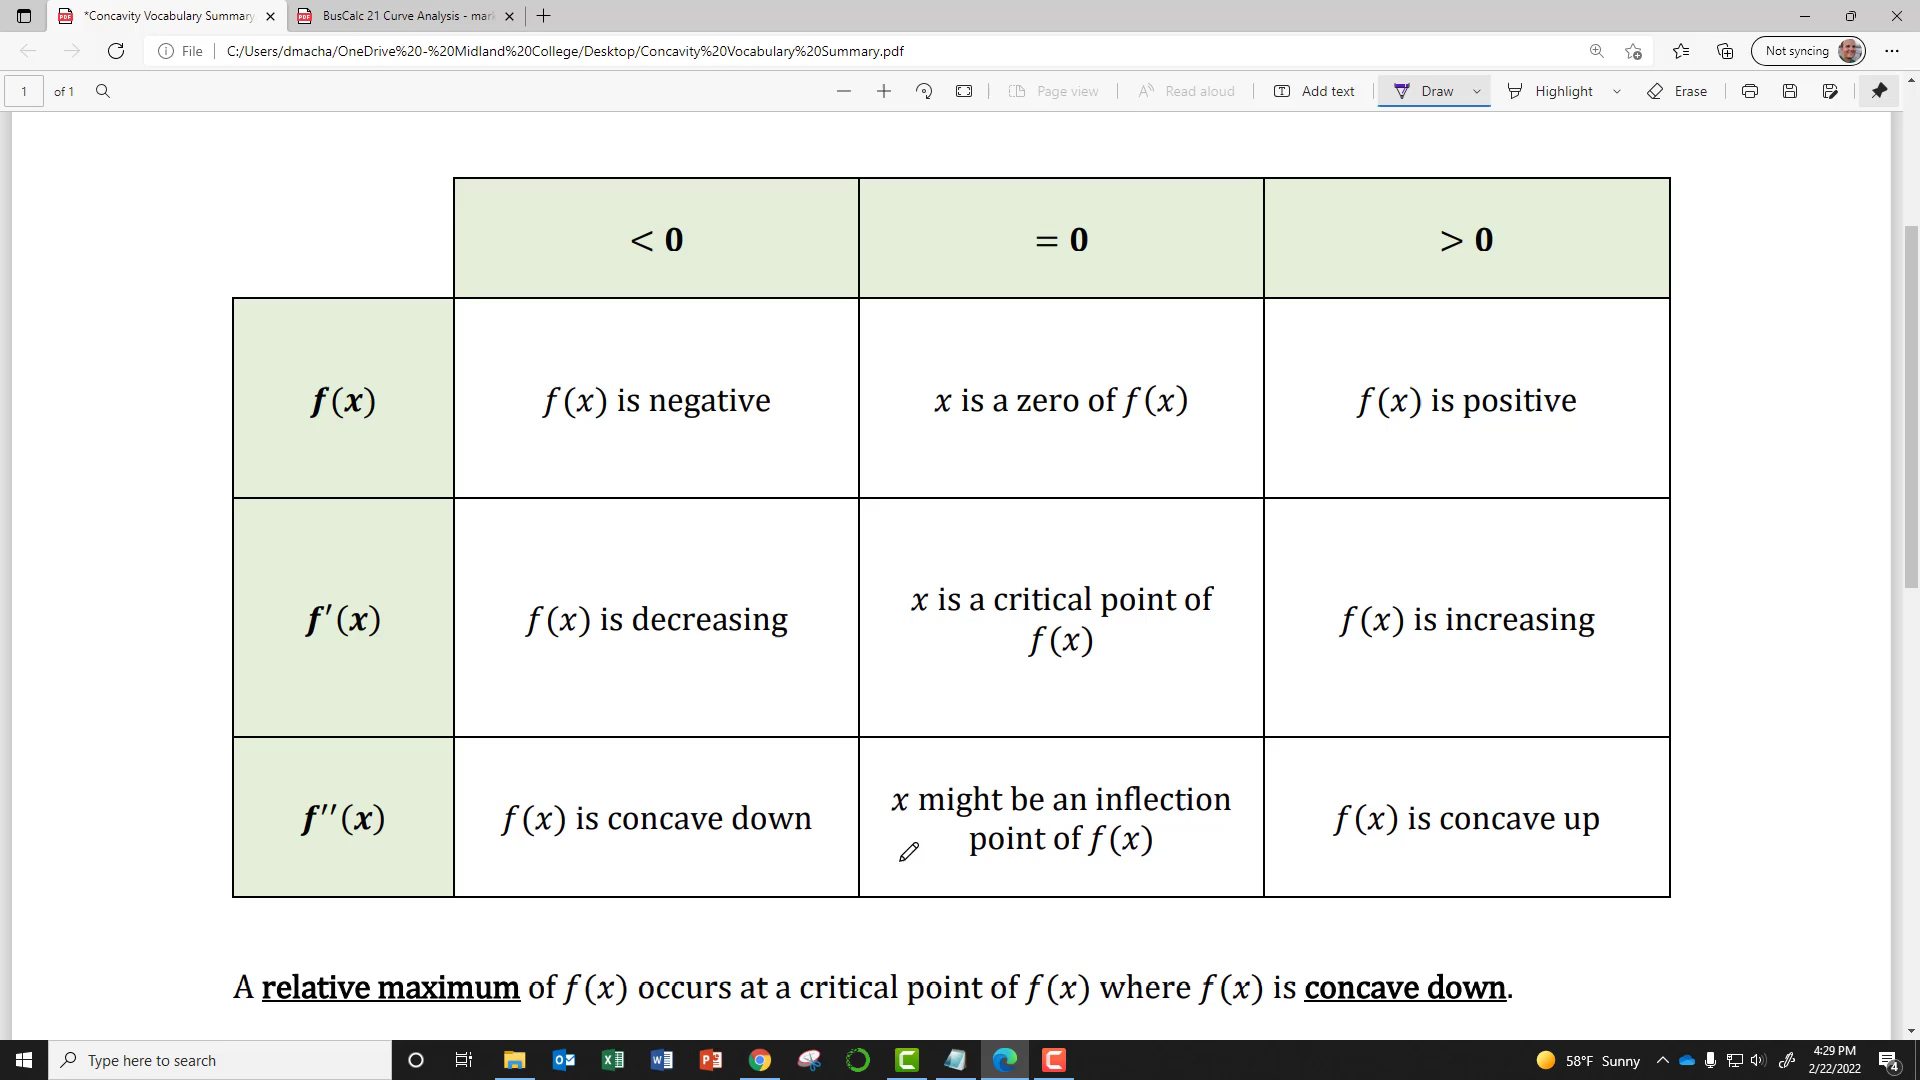 *Concavity Vocabulary Summary
BusCalc 21 Curve Analysis - mar
File
C:/Users/dmacha/OneDrive%20-%20Midland%20College/Desktop/Concavity%20Vocabulary%20Summary.pdf
Not syncing
1 of 1
Page view
Read aloud
Add text
Draw
Highlight
Erase
< 0
= 0
> 0
f(x)
f(x) is negative
x is a zero of f(x)
f(x) is positive
f′(x)
f(x) is decreasing
x is a critical point of
f(x)
f(x) is increasing
f′′(x)
f(x) is concave down
x might be an inflection
point of f(x)
f(x) is concave up
A relative maximum of f(x) occurs at a critical point of f(x) where f(x) is concave down.
Type here to search
58°F Sunny
4:29 PM
2/22/2022
4